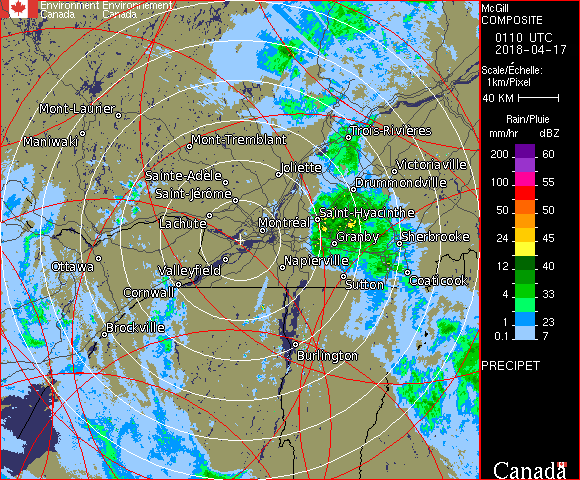 Environment Environnement
Canada Canada
McGill
COMPOSITE
0110 UTC
2018-04-17
Scale/Échelle:
1km/Pixel
40 KM
Rain/Pluie
mm/hr dBZ
200 60
100 55
50 50
24 45
12 40
4 33
1 23
0.1 7
PRECIPET
Canada
Mont-Laurier
Maniwaki
Mont-Tremblant
Trois-Rivières
Joliette
Victoriaville
Sainte-Adèle
Drummondville
Saint-Jérôme
Lachute
Saint-Hyacinthe
Montréal
Granby
Sherbrooke
Ottawa
Valleyfield
Napierville
Coaticook
Cornwall
Sutton
Brockville
Burlington